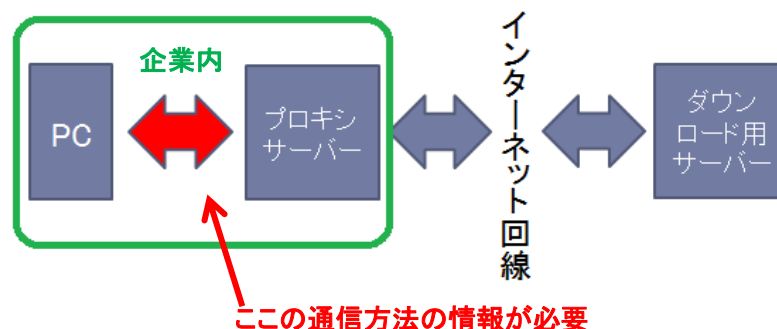 企業内
PC
プロキシ
サーバー
インターネット回線
ダウン
ロード用
サーバー
ここの通信方法の情報が必要